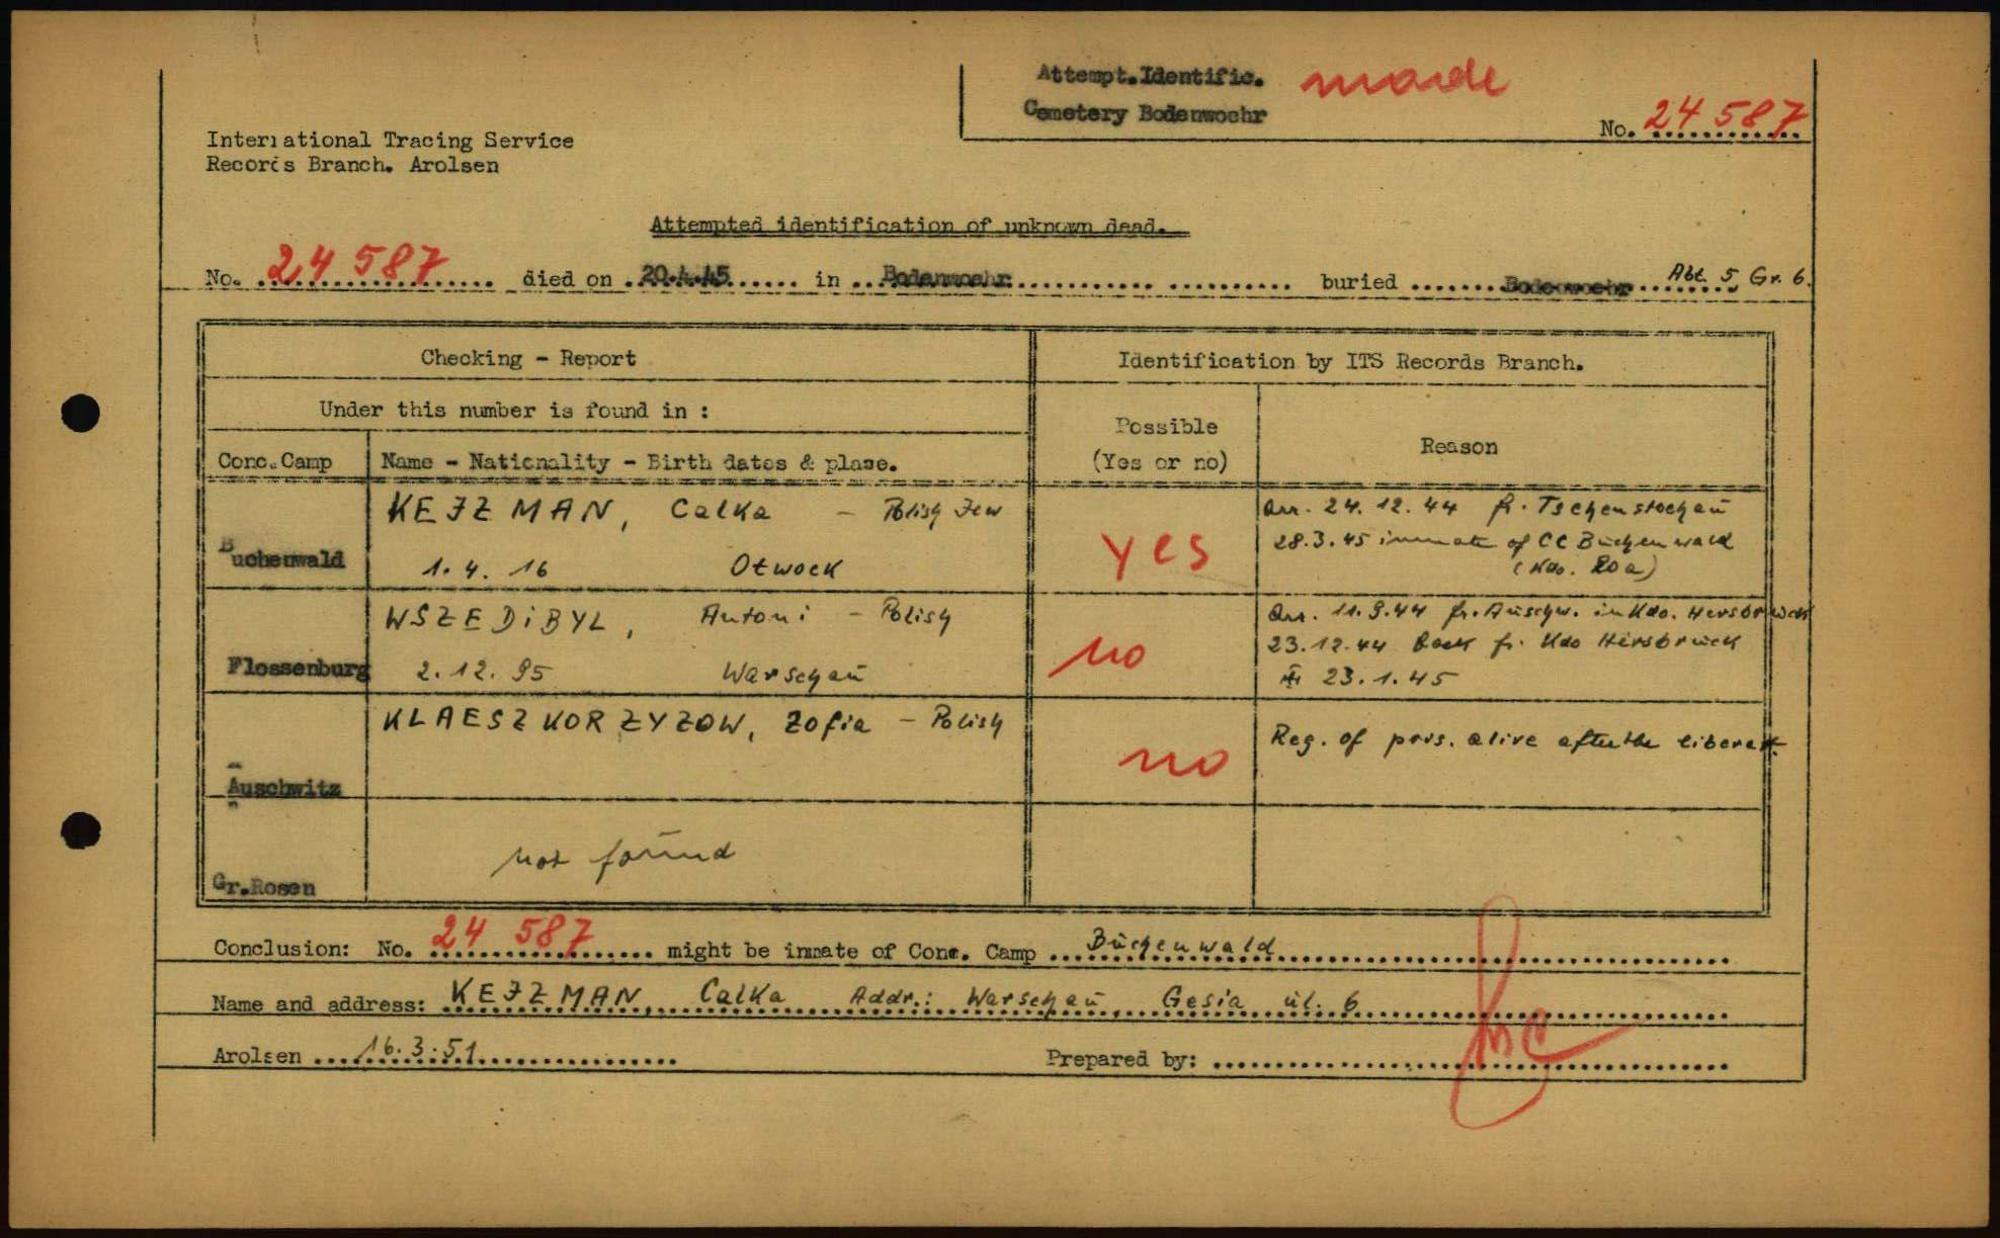 Attempt.Identific. made
Cemetery Bodenwoehr
No. 24 587
International Tracing Service
Records Branch. Arolsen
Attempted identification of unknown dead.
No. 24 587 died on 20.4.45 in Bodenwoehr buried Bodenwoehr Abt. 5 Gr. 6.
Checking - Report
Identification by ITS Records Branch.
Under this number is found in :
Possible
(Yes or no)
Reason
Conc.Camp
Name - Nationality - Birth dates & place.
KEJZMAN, Calka - Polish Jew
Buchenwald
1.4.16 Otwock
yes
arr. 24.12.44 fr. Tschenstochau
28.3.45 inmate of CC Buchenwald
(Kdo. 20a)
WSZEDiBYL, Antoni - Polish
Flossenburg
2.12.95 Warschau
no
arr. 11.9.44 fr. Auschw. in Kdo. Hersbruck
23.12.44 back fr. Kdo Hersbruck
23.1.45
KLAESZKORZYZOW, Zofia - Polish
Auschwitz
no
Reg. of pers. alive after the liberat.
Gr.Rosen
not found
Conclusion: No. 24 587 might be inmate of Conc. Camp Buchenwald
Name and address: KEJZMAN, Calka Addr.: Warschau, Gesia ul. 6
Arolsen 16.3.51
Prepared by: